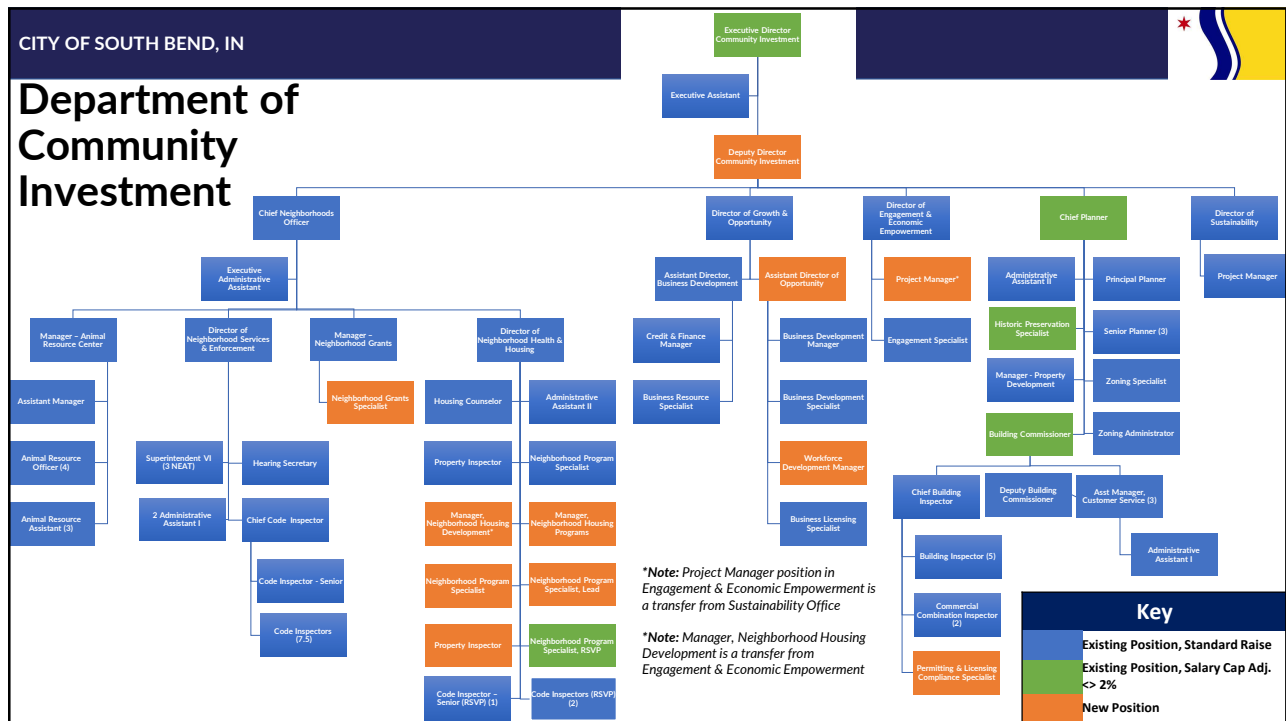 CITY OF SOUTH BEND, IN
Department of
Community
Investment
Executive Director
Community Investment
Executive Assistant
Deputy Director
Community Investment
Chief Neighborhoods
Officer
Director of Growth &
Opportunity
Director of
Engagement &
Economic
Empowerment
Chief Planner
Director of
Sustainability
Executive
Administrative
Assistant
Assistant Director,
Business Development
Assistant Director of
Opportunity
Project Manager*
Administrative
Assistant II
Principal Planner
Project Manager
Manager – Animal
Resource Center
Director of
Neighborhood Services
& Enforcement
Manager –
Neighborhood Grants
Director of
Neighborhood Health &
Housing
Credit & Finance
Manager
Business Development
Manager
Engagement Specialist
Historic Preservation
Specialist
Senior Planner (3)
Assistant Manager
Neighborhood Grants
Specialist
Housing Counselor
Administrative
Assistant II
Business Resource
Specialist
Business Development
Specialist
Manager - Property
Development
Zoning Specialist
Animal Resource
Officer (4)
Superintendent VI
(3 NEAT)
Hearing Secretary
Property Inspector
Neighborhood Program
Specialist
Workforce
Development Manager
Building Commissioner
Zoning Administrator
Animal Resource
Assistant (3)
2 Administrative
Assistant I
Chief Code Inspector
Manager,
Neighborhood Housing
Development*
Manager,
Neighborhood Housing
Programs
Business Licensing
Specialist
Chief Building
Inspector
Deputy Building
Commissioner
Asst Manager,
Customer Service (3)
Code Inspector - Senior
Neighborhood Program
Specialist
Neighborhood Program
Specialist, Lead
Building Inspector (5)
Administrative
Assistant I
Code Inspectors
(7.5)
Property Inspector
Neighborhood Program
Specialist, RSVP
Commercial
Combination Inspector
(2)
Code Inspector –
Senior (RSVP) (1)
Code Inspectors (RSVP)
(2)
Permitting & Licensing
Compliance Specialist
*Note: Project Manager position in
Engagement & Economic Empowerment is
a transfer from Sustainability Office
*Note: Manager, Neighborhood Housing
Development is a transfer from
Engagement & Economic Empowerment
Key
Existing Position, Standard Raise
Existing Position, Salary Cap Adj.
<> 2%
New Position